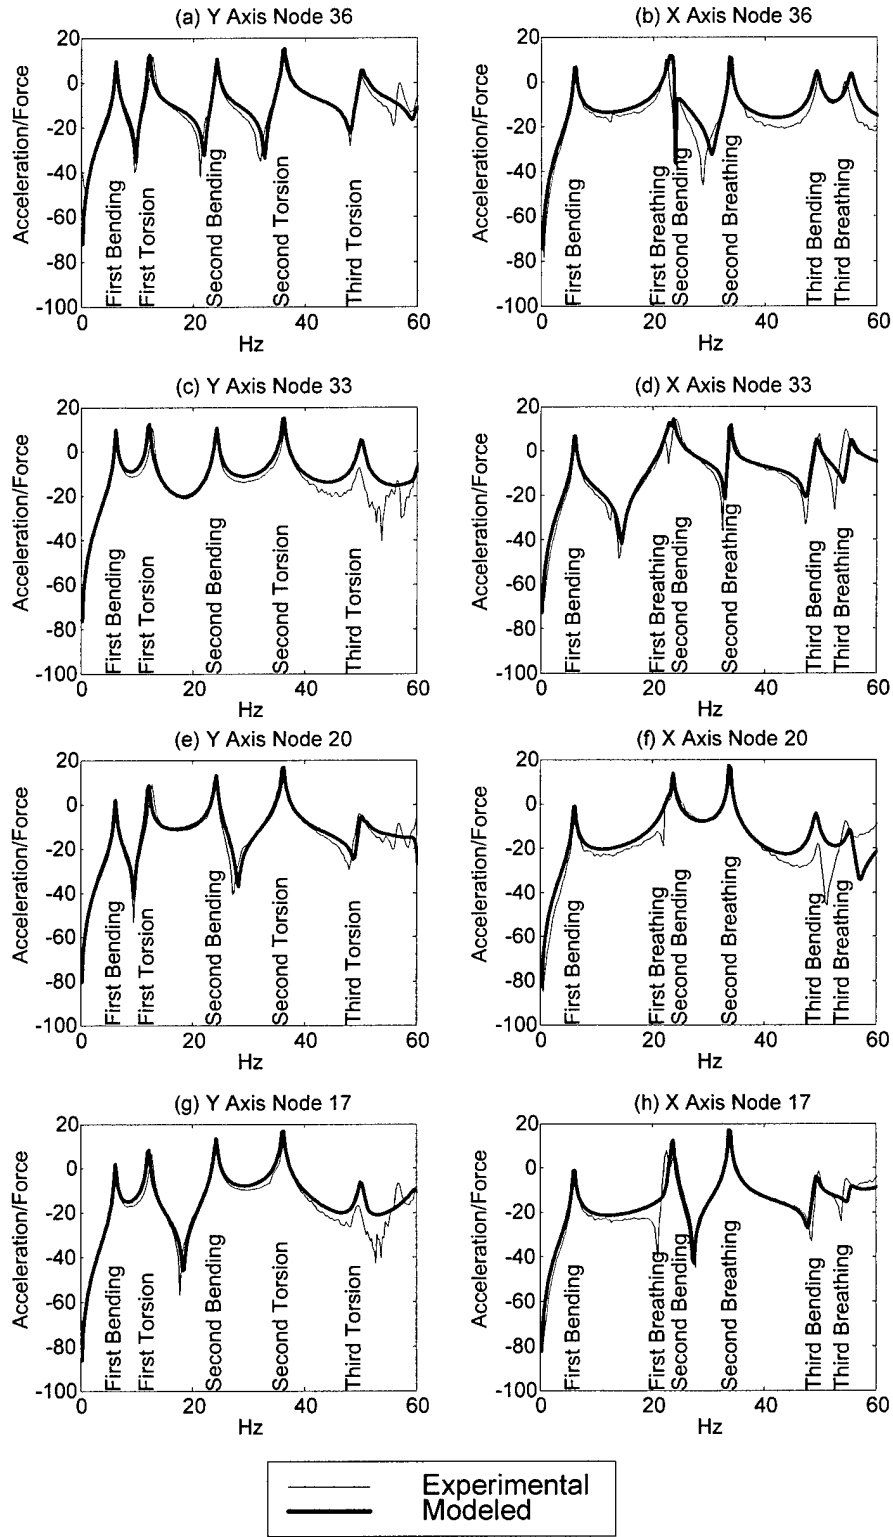 (a) Y Axis Node 36
Acceleration/Force
20
0
-20
-40
-60
-80
-100
First Bending
First Torsion
Second Bending
Second Torsion
Third Torsion
0
20
40
60
Hz
(b) X Axis Node 36
Acceleration/Force
20
0
-20
-40
-60
-80
-100
First Bending
First Breathing
Second Bending
Second Breathing
Third Bending
Third Breathing
0
20
40
60
Hz
(c) Y Axis Node 33
Acceleration/Force
20
0
-20
-40
-60
-80
-100
First Bending
First Torsion
Second Bending
Second Torsion
Third Torsion
0
20
40
60
Hz
(d) X Axis Node 33
Acceleration/Force
20
0
-20
-40
-60
-80
-100
First Bending
First Breathing
Second Bending
Second Breathing
Third Bending
Third Breathing
0
20
40
60
Hz
(e) Y Axis Node 20
Acceleration/Force
20
0
-20
-40
-60
-80
-100
First Bending
First Torsion
Second Bending
Second Torsion
Third Torsion
0
20
40
60
Hz
(f) X Axis Node 20
Acceleration/Force
20
0
-20
-40
-60
-80
-100
First Bending
First Breathing
Second Bending
Second Breathing
Third Bending
Third Breathing
0
20
40
60
Hz
(g) Y Axis Node 17
Acceleration/Force
20
0
-20
-40
-60
-80
-100
First Bending
First Torsion
Second Bending
Second Torsion
Third Torsion
0
20
40
60
Hz
(h) X Axis Node 17
Acceleration/Force
20
0
-20
-40
-60
-80
-100
First Bending
First Breathing
Second Bending
Second Breathing
Third Bending
Third Breathing
0
20
40
60
Hz
Experimental
Modeled